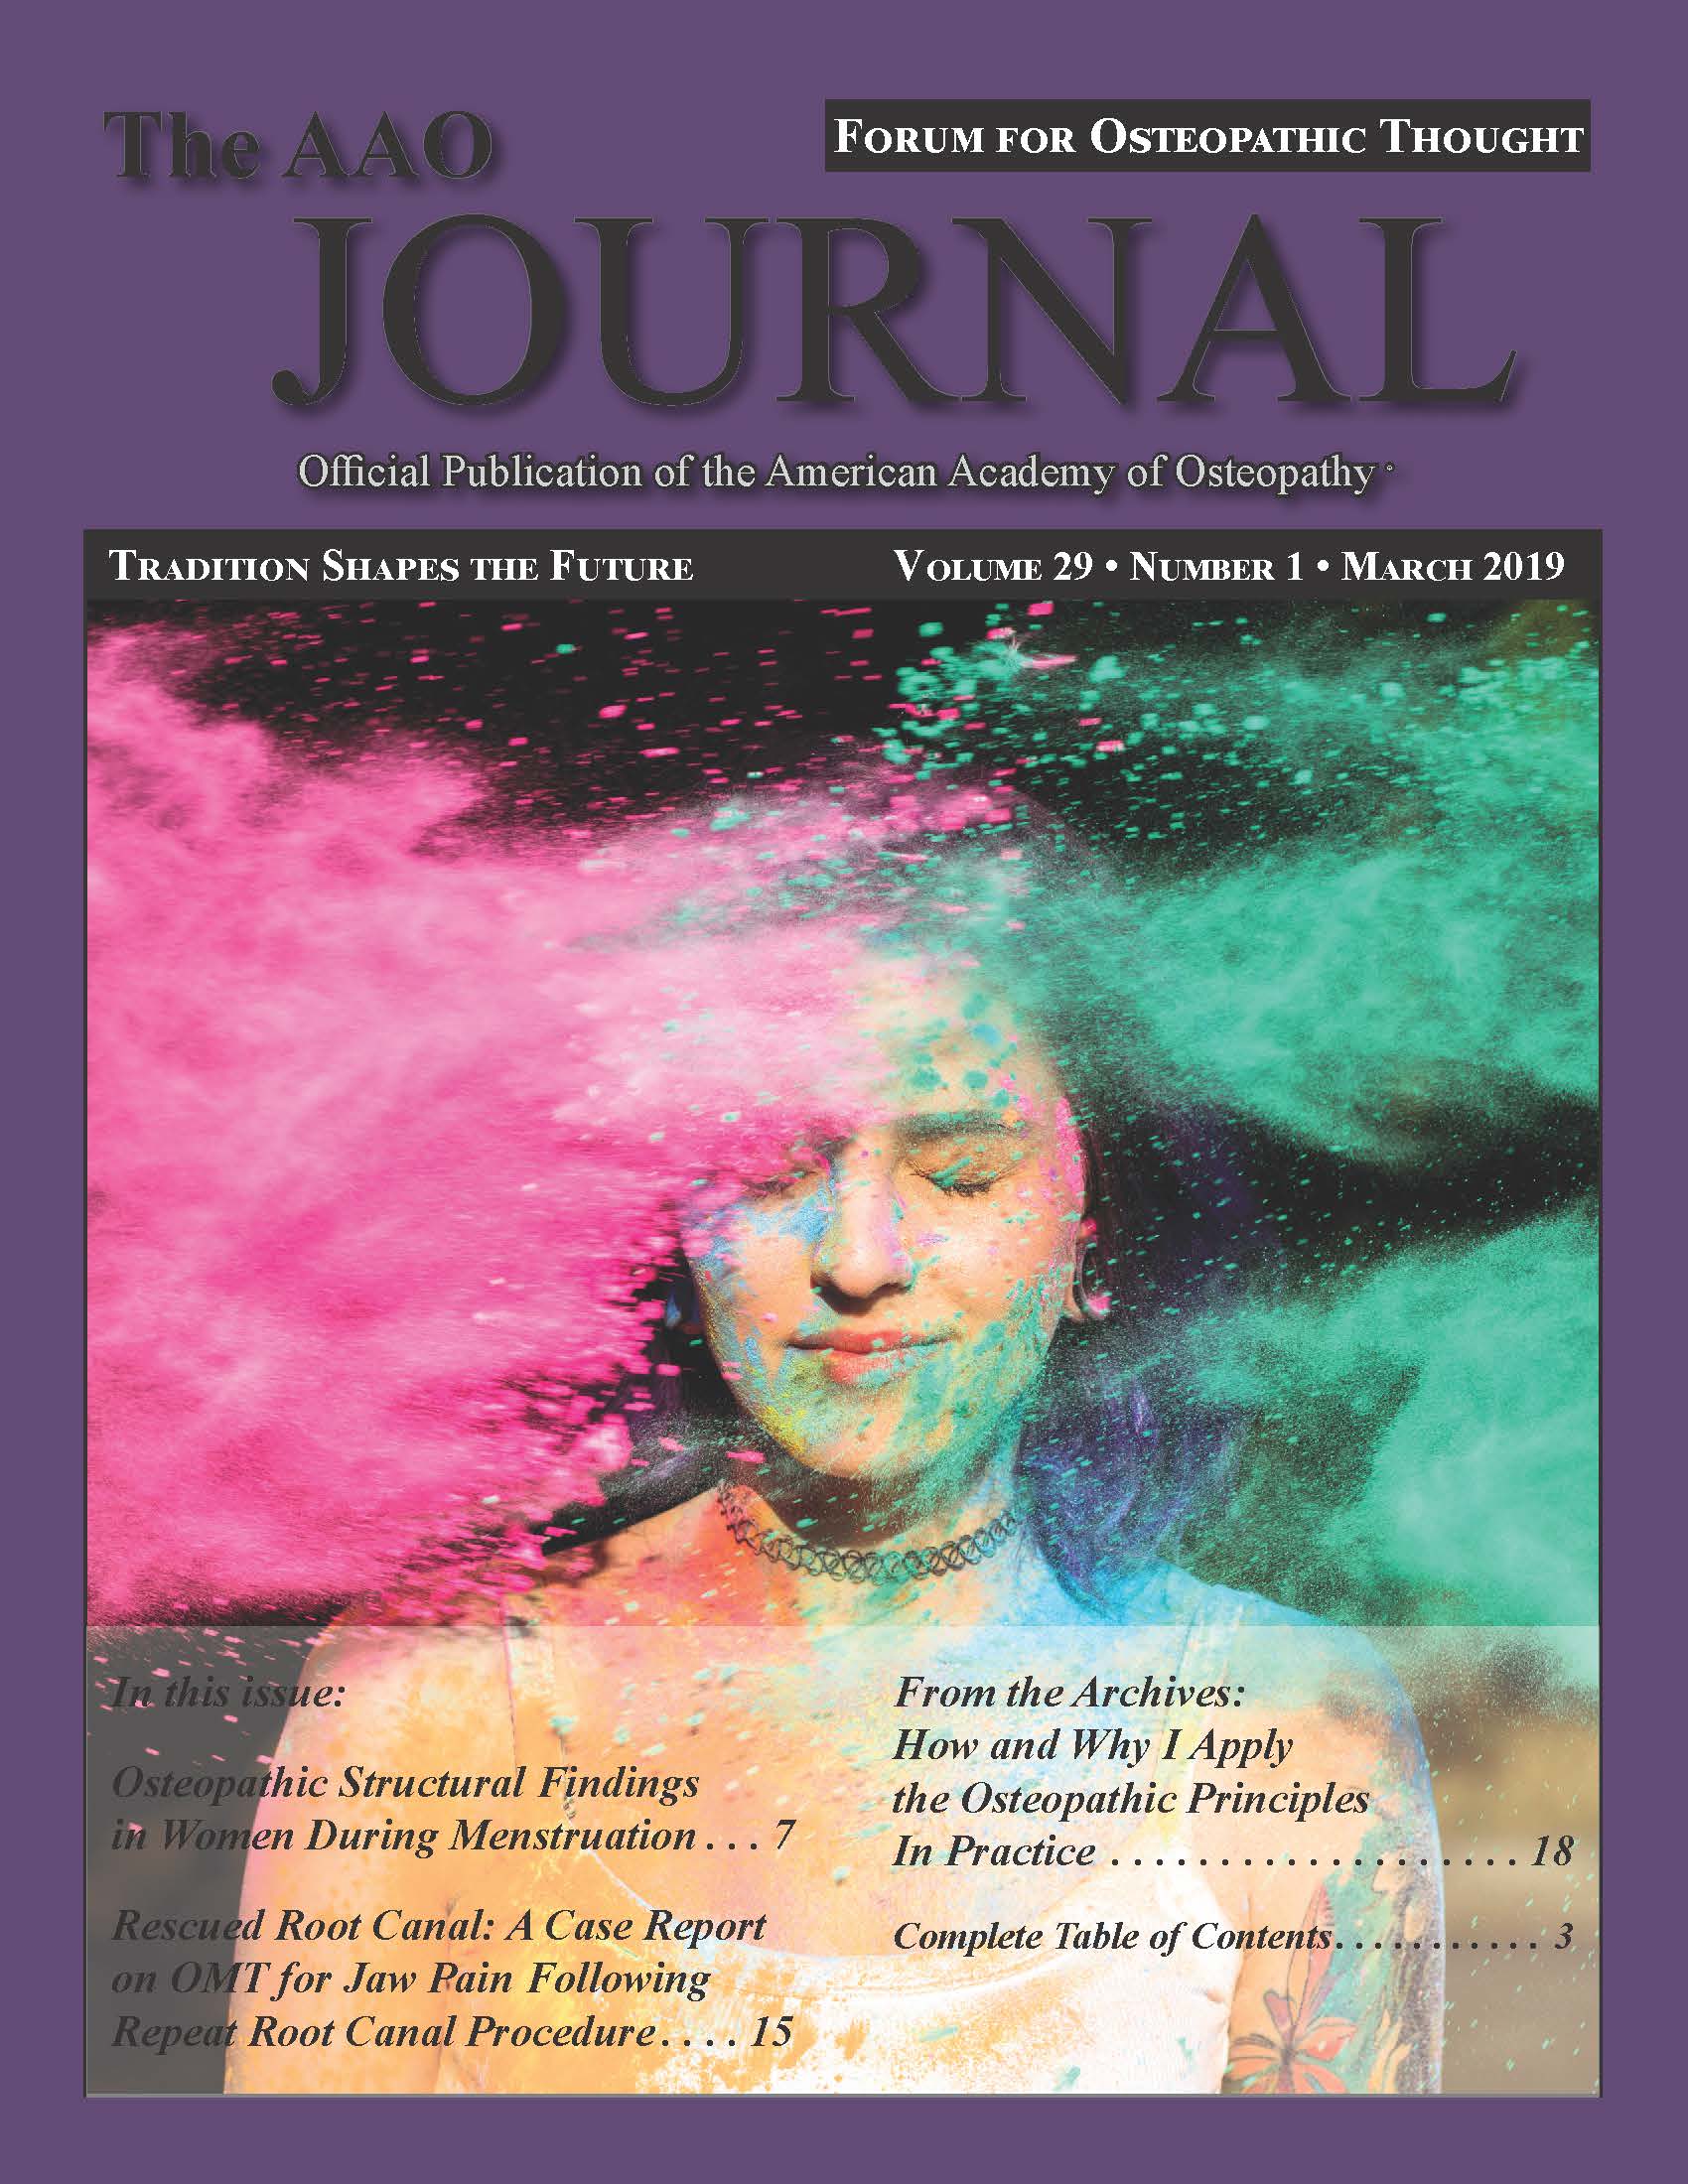 The AAO
FORUM FOR OSTEOPATHIC THOUGHT
JOURNAL
Official Publication of the American Academy of Osteopathy
TRADITION SHAPES THE FUTURE
VOLUME 29 • NUMBER 1 • MARCH 2019
In this issue:
Osteopathic Structural Findings
in Women During Menstruation . . . 7
Rescued Root Canal: A Case Report
on OMT for Jaw Pain Following
Repeat Root Canal Procedure. . . . 15
From the Archives:
How and Why I Apply
the Osteopathic Principles
In Practice . . . . . . . . . . . . . . . . . . . 18
Complete Table of Contents. . . . . . . . . . . 3